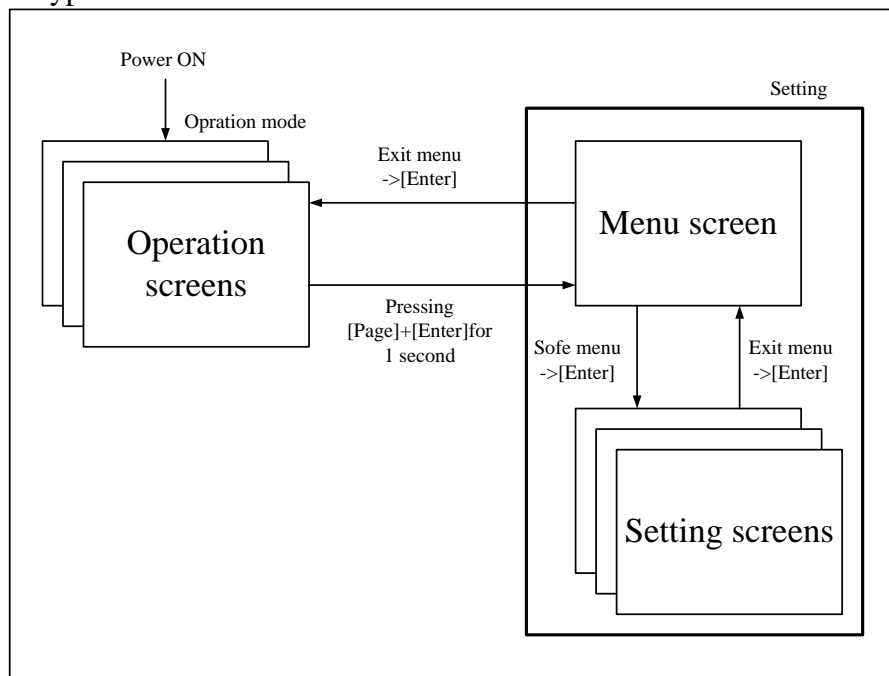 Power ON
Setting
Opration mode
Exit menu
->[Enter]
Menu screen
Operation
screens
Pressing
[Page]+[Enter]for
1 second
Sofe menu
->[Enter]
Exit menu
->[Enter]
Setting screens